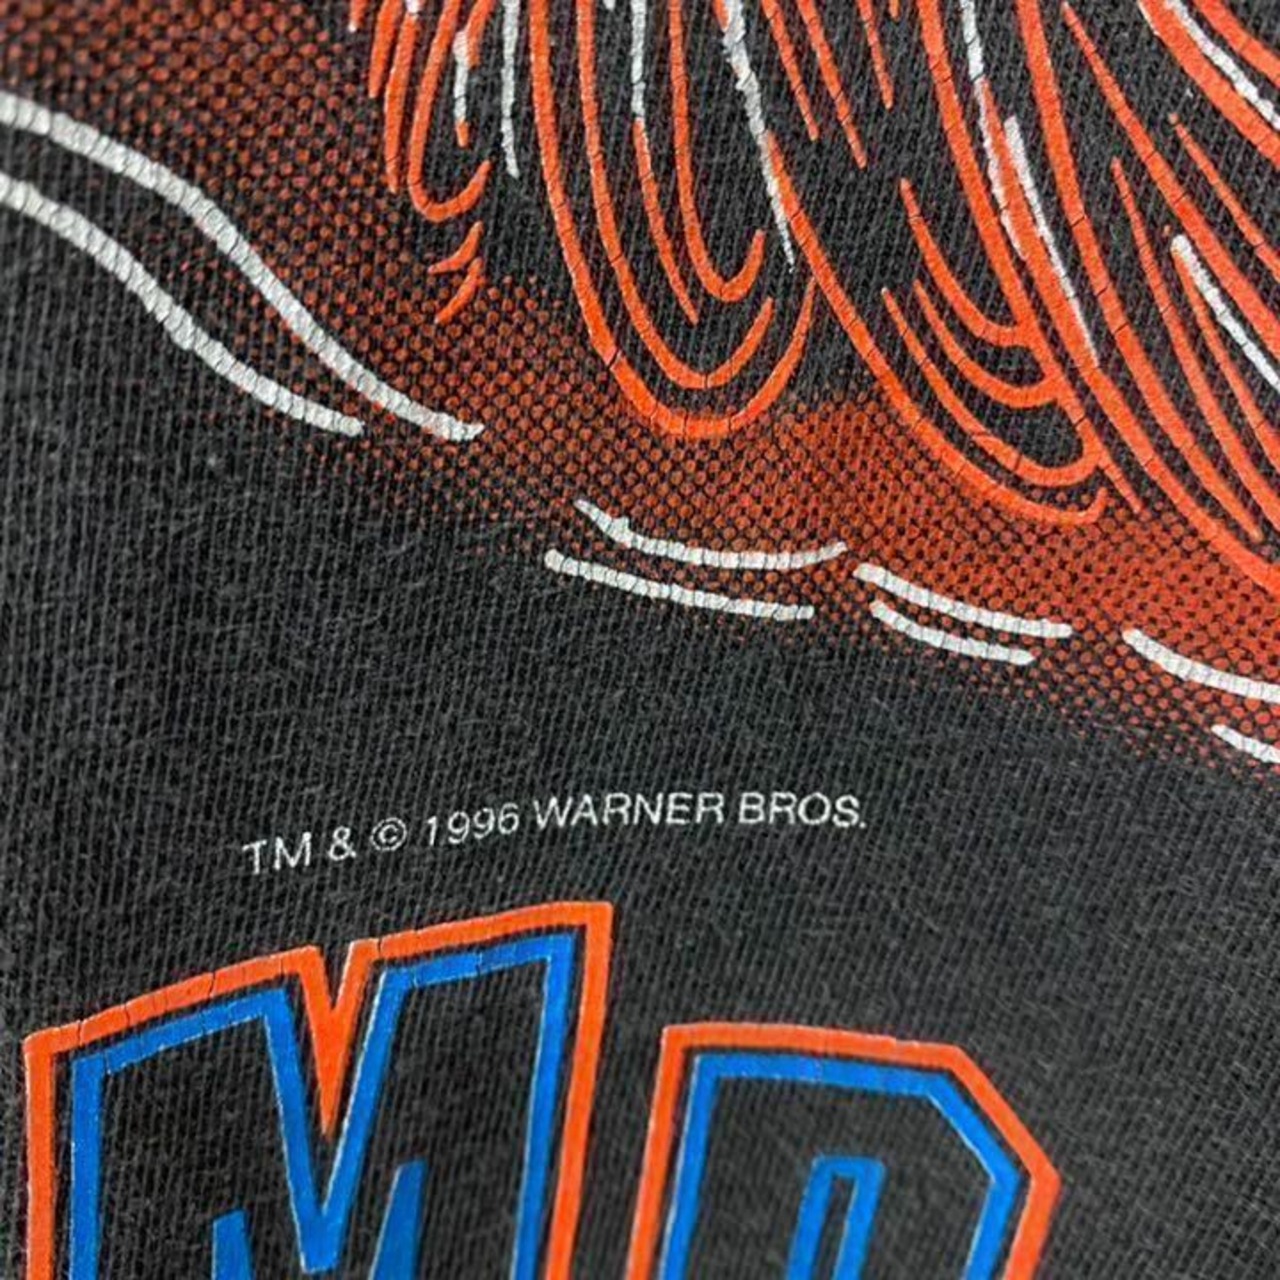 TM & © 1996 WARNER BROS.
M